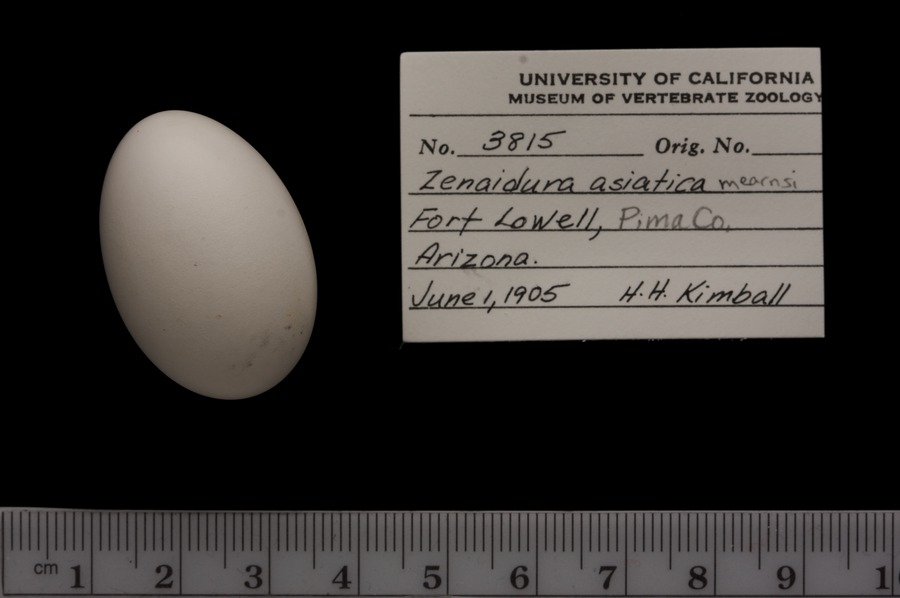 UNIVERSITY OF CALIFORNIA
MUSEUM OF VERTEBRATE ZOOLOGY
No. 3815 Orig. No.
Zenaidura asiatica mearnsi
Fort Lowell, Pima Co.
Arizona.
June 1, 1905 H.H. Kimball
cm 1 2 3 4 5 6 7 8 9 1